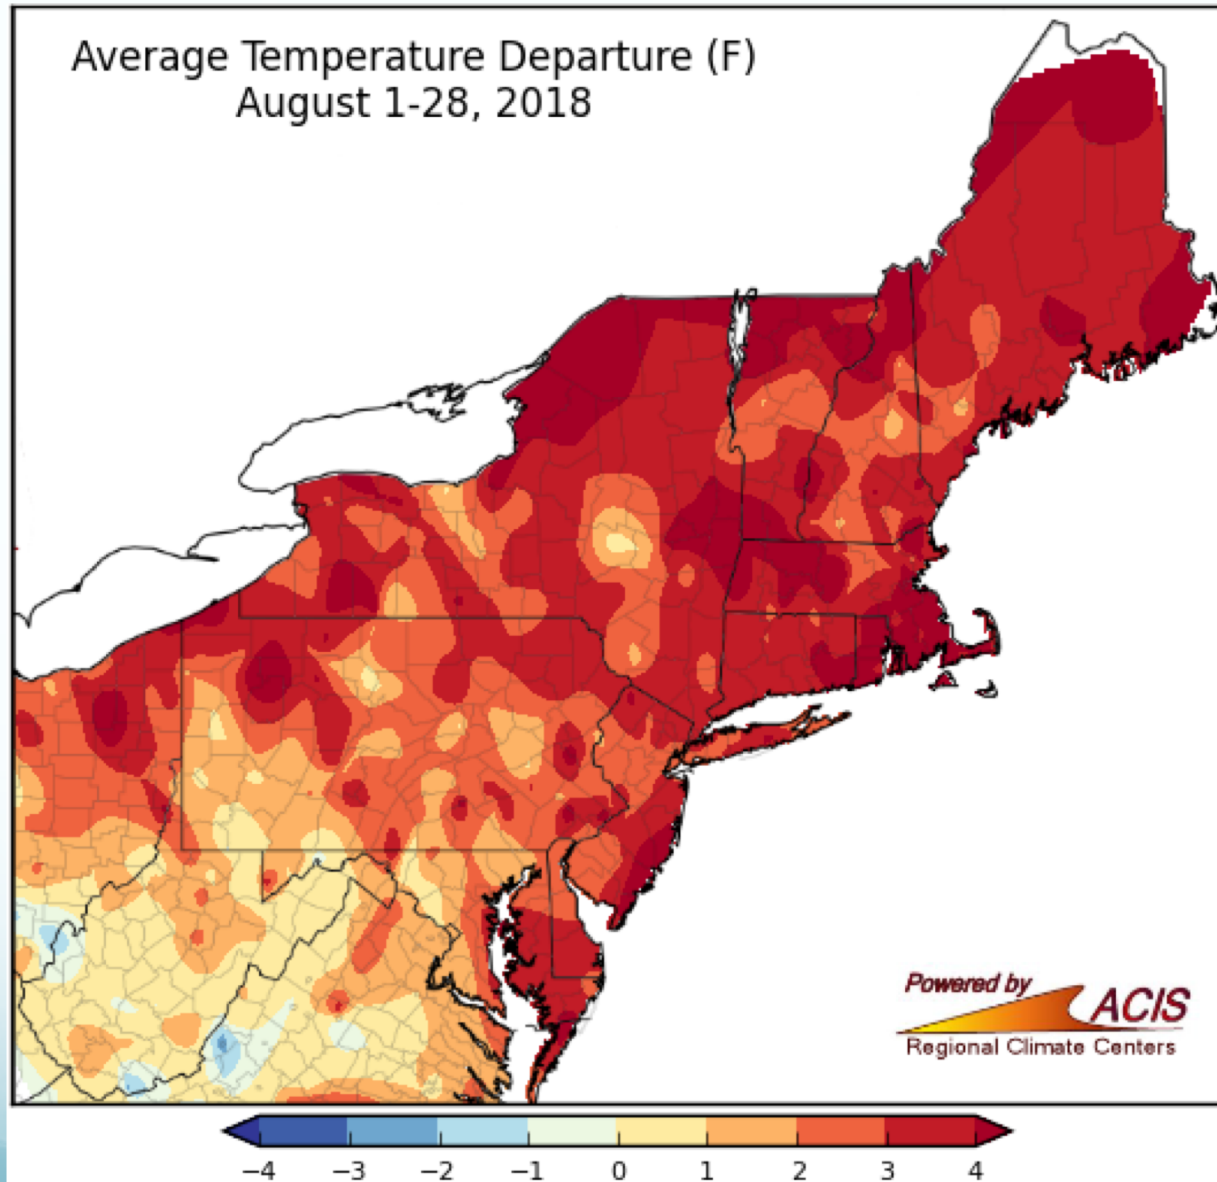 Average Temperature Departure (F)
August 1-28, 2018
Powered by
ACIS
Regional Climate Centers
−4 −3 −2 −1 0 1 2 3 4